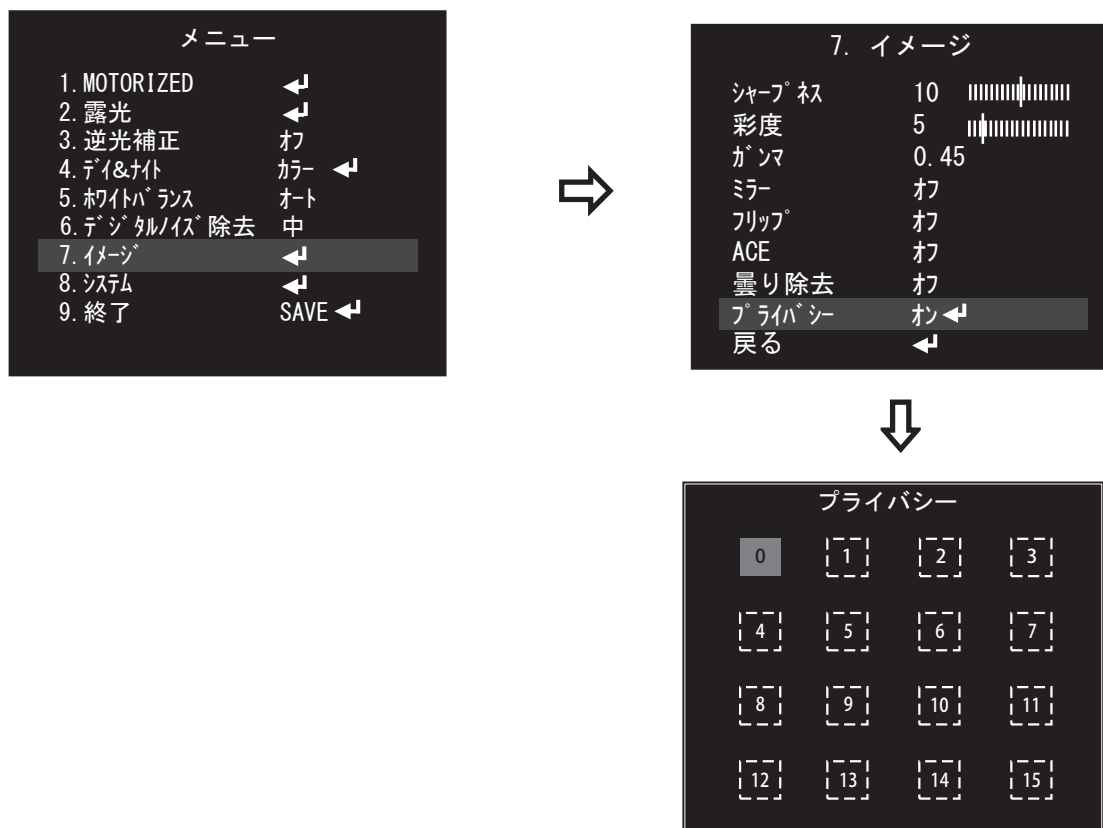 メニュー
1.MOTORIZED ↲
2.露光 ↲
3.逆光補正 ｵﾌ
4.ﾃﾞｲ&ﾅｲﾄ ｶﾗｰ ↲
5.ﾎﾜｲﾄﾊﾞﾗﾝｽ ｵｰﾄ
6.ﾃﾞｼﾞﾀﾙﾉｲｽﾞ除去 中
7.ｲﾒｰｼﾞ ↲
8.ｼｽﾃﾑ ↲
9.終了 SAVE ↲
7. イメージ
ｼｬｰﾌﾟﾈｽ 10
彩度 5
ｶﾞﾝﾏ 0.45
ﾐﾗｰ ｵﾌ
ﾌﾘｯﾌﾟ ｵﾌ
ACE ｵﾌ
曇り除去 ｵﾌ
ﾌﾟﾗｲﾊﾞｼｰ ｵﾝ ↲
戻る ↲
プライバシー
0 1 2 3
4 5 6 7
8 9 10 11
12 13 14 15